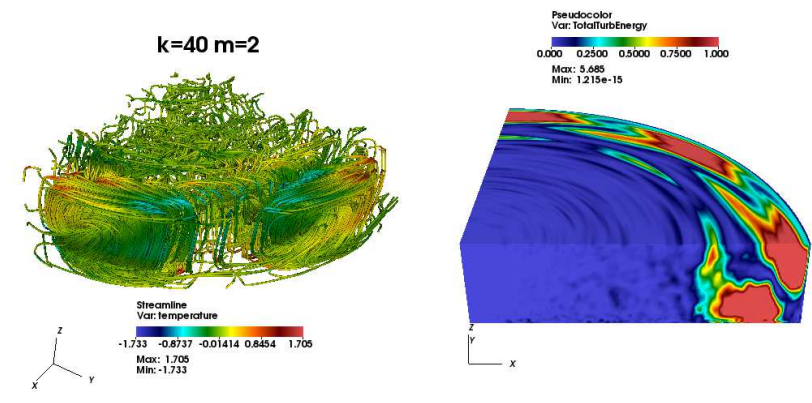 k=40 m=2
Streamline
Var: temperature
-1.733 -0.8737 -0.01414 0.8454 1.705
Max: 1.705
Min: -1.733
Z
X
Y
Pseudocolor
Var: TotalTurbEnergy
0.000 0.2500 0.5000 0.7500 1.000
Max: 5.685
Min: 1.215e-15
Z
Y
X